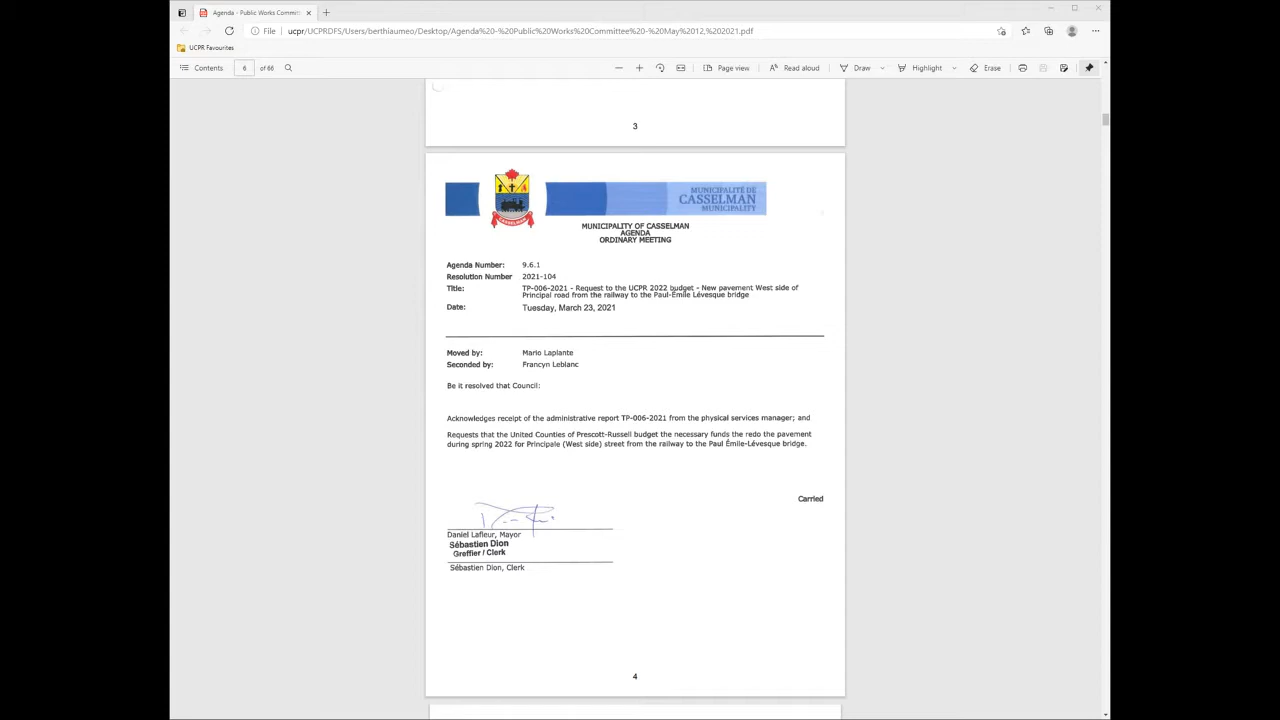 Agenda - Public Works Committ
File
ucpr/UCPRDFS/Users/berthiaumeo/Desktop/Agenda%20-%20Public%20Works%20Committee%20-%20May%2012,%202021.pdf
UCPR Favourites
Contents
6
of 66
Page view
Read aloud
Draw
Highlight
Erase
3
CASSELMAN
MUNICIPALITÉ DE
CASSELMAN
MUNICIPALITY
MUNICIPALITY OF CASSELMAN
AGENDA
ORDINARY MEETING
Agenda Number: 9.6.1
Resolution Number 2021-104
Title: TP-006-2021 - Request to the UCPR 2022 budget - New pavement West side of
Principal road from the railway to the Paul-Émile Lévesque bridge
Date: Tuesday, March 23, 2021
Moved by: Mario Laplante
Seconded by: Francyn Leblanc
Be it resolved that Council:
Acknowledges receipt of the administrative report TP-006-2021 from the physical services manager; and
Requests that the United Counties of Prescott-Russell budget the necessary funds the redo the pavement
during spring 2022 for Principale (West side) street from the railway to the Paul Émile-Lévesque bridge.
Carried
Daniel Lafleur, Mayor
Sébastien Dion
Greffier / Clerk
Sébastien Dion, Clerk
4